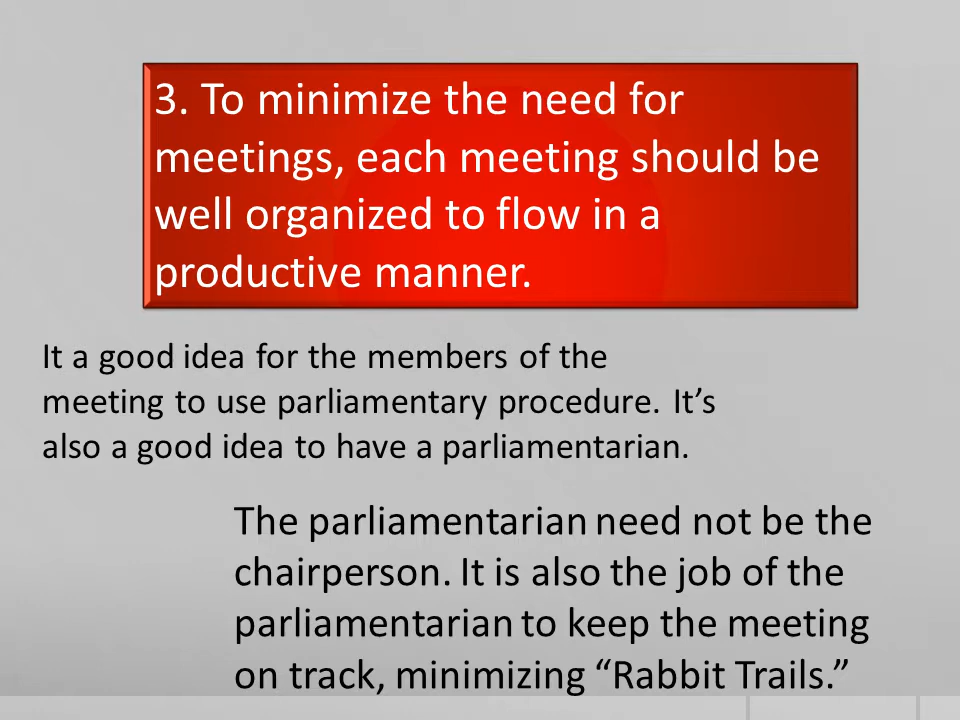 3. To minimize the need for
meetings, each meeting should be
well organized to flow in a
productive manner.
It a good idea for the members of the
meeting to use parliamentary procedure. It’s
also a good idea to have a parliamentarian.
The parliamentarian need not be the
chairperson. It is also the job of the
parliamentarian to keep the meeting
on track, minimizing “Rabbit Trails.”